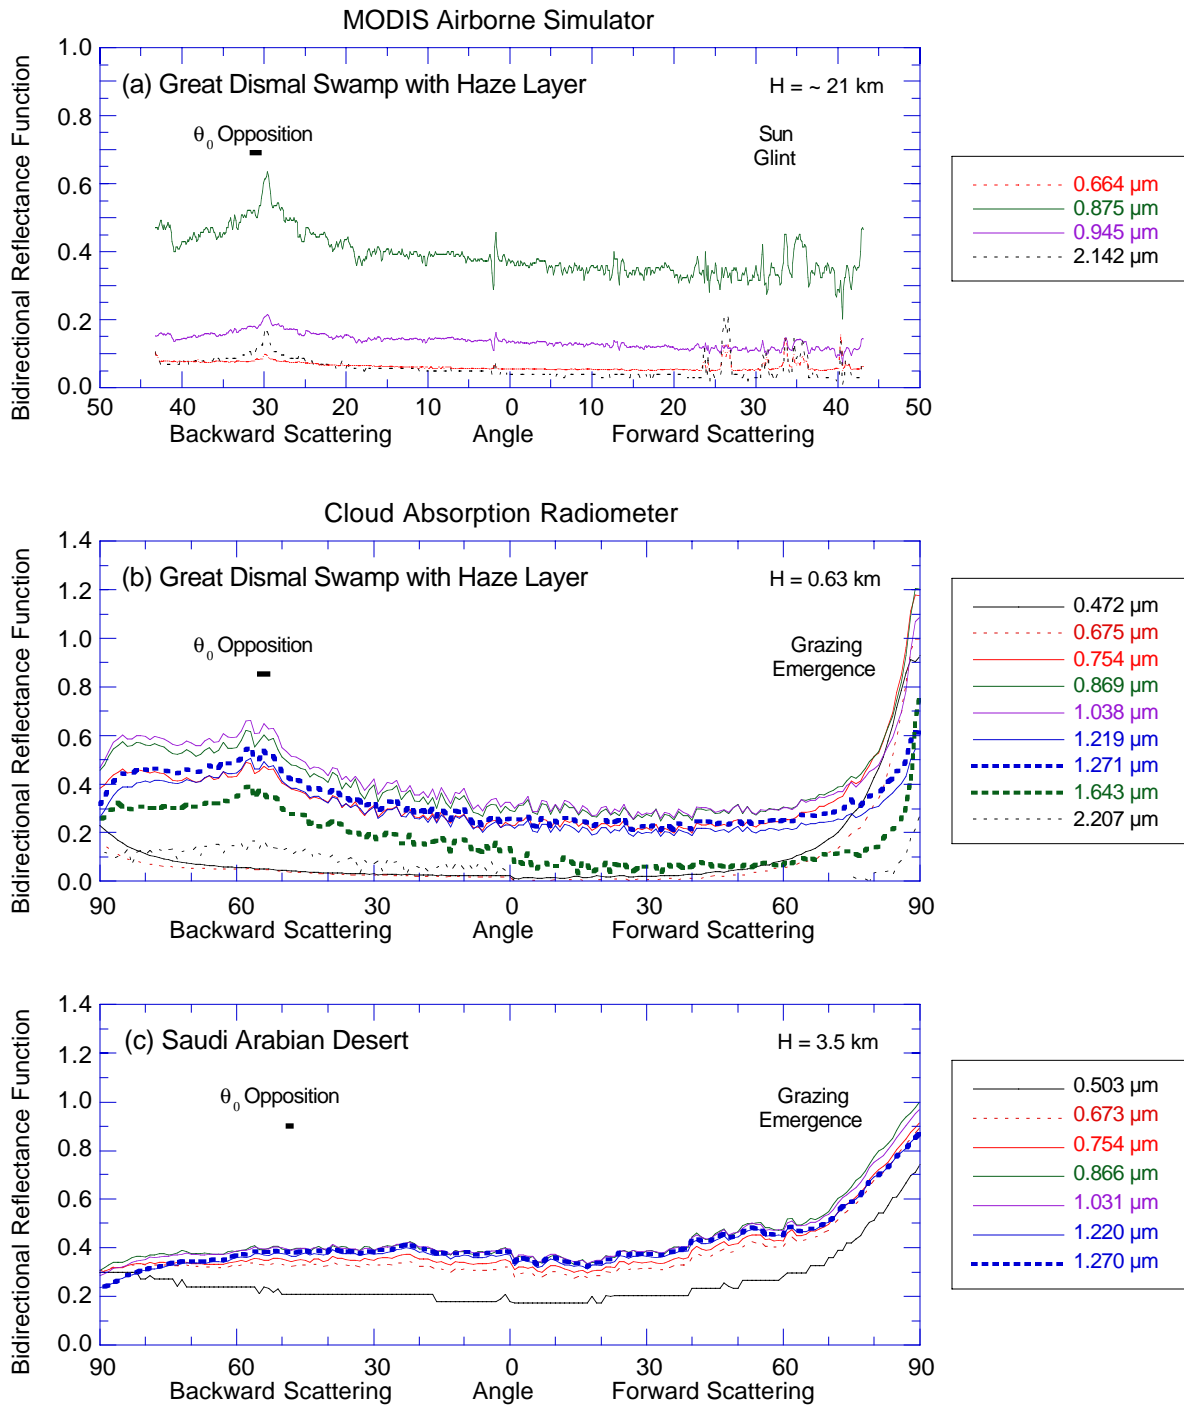 MODIS Airborne Simulator
Bidirectional Reflectance Function
1.0
0.8
0.6
0.4
0.2
0.0
(a) Great Dismal Swamp with Haze Layer
H = ~ 21 km
θ0 Opposition
Sun
Glint
50 40 30 20 10 0 10 20 30 40 50
Backward Scattering Angle Forward Scattering
0.664 µm
0.875 µm
0.945 µm
2.142 µm
Cloud Absorption Radiometer
Bidirectional Reflectance Function
1.4
1.2
1.0
0.8
0.6
0.4
0.2
0.0
(b) Great Dismal Swamp with Haze Layer
H = 0.63 km
θ0 Opposition
Grazing
Emergence
90 60 30 0 30 60 90
Backward Scattering Angle Forward Scattering
0.472 µm
0.675 µm
0.754 µm
0.869 µm
1.038 µm
1.219 µm
1.271 µm
1.643 µm
2.207 µm
Bidirectional Reflectance Function
1.4
1.2
1.0
0.8
0.6
0.4
0.2
0.0
(c) Saudi Arabian Desert
H = 3.5 km
θ0 Opposition
Grazing
Emergence
90 60 30 0 30 60 90
Backward Scattering Angle Forward Scattering
0.503 µm
0.673 µm
0.754 µm
0.866 µm
1.031 µm
1.220 µm
1.270 µm